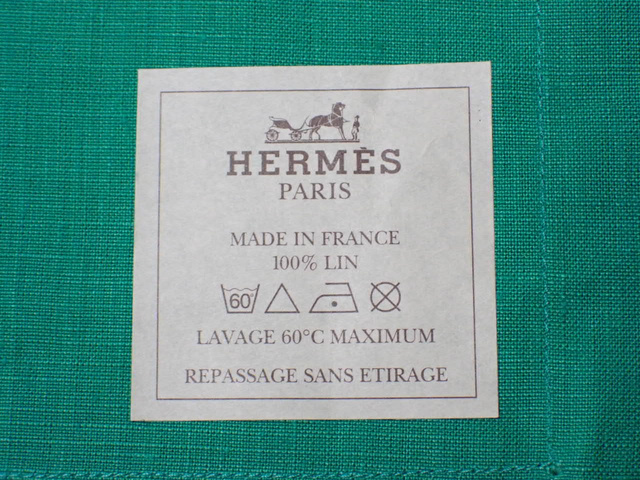 HERMÈS
PARIS
MADE IN FRANCE
100% LIN
60°
LAVAGE 60°C MAXIMUM
REPASSAGE SANS ETIRAGE